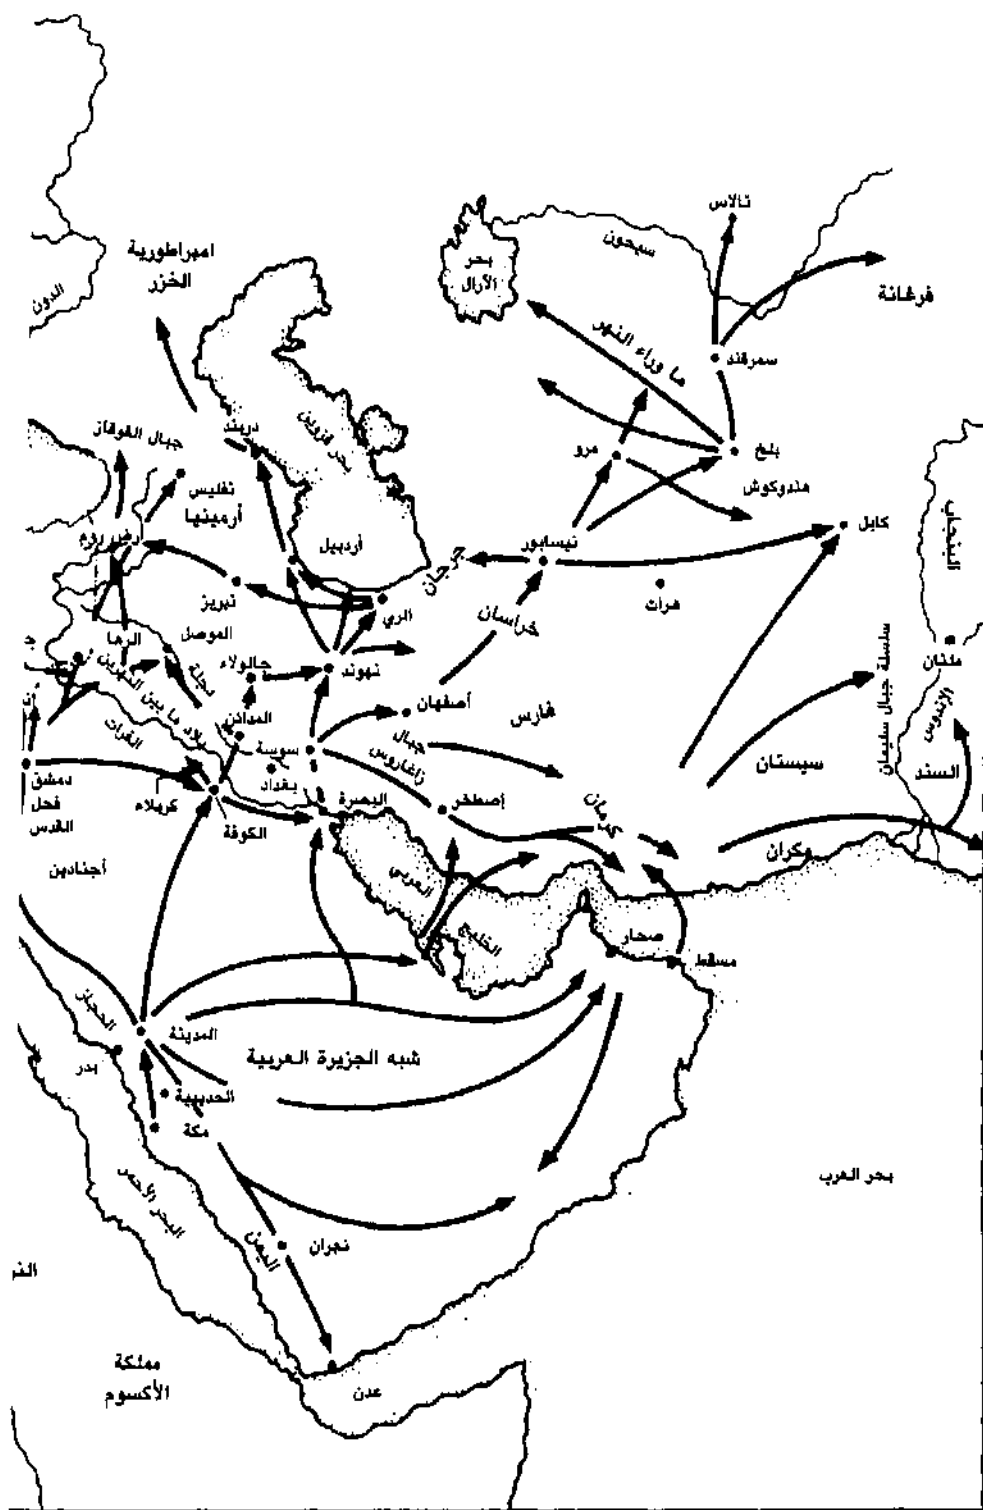 تالاس
سيحون
امبراطورية
الخزر
بحر
الآرال
الدون
فرغانة
ما وراء النهر
سمرقند
دربند
بحر قزوين
جبال القوقاز
بلخ
مرو
هندوكوش
تفليس
أرمينيا
كابل
البنجاب
أرض روم
أردبيل
نيسابور
جرجان
تبريز
الري
هرات
خراسان
الموصل
الرها
جالولاء
نهوند
ملتان
سلسلة جبال سليمان
دجلة
بلاد ما بين النهرين
أصفهان
فارس
المدائن
الفرات
سوسة
جبال
زاغاروس
الإندوس
السند
سيستان
دمشق
فحل
القدس
بغداد
كربلاء
البصرة
أصطخر
الكوفة
كرمان
مكران
أجنادين
الخليج
العربي
صحار
مسقط
الحجاز
المدينة
بدر
شبه الجزيرة العربية
الحديبية
مكة
البحر الأحمر
بحر العرب
اليمن
نجران
مملكة
الأكسوم
عدن